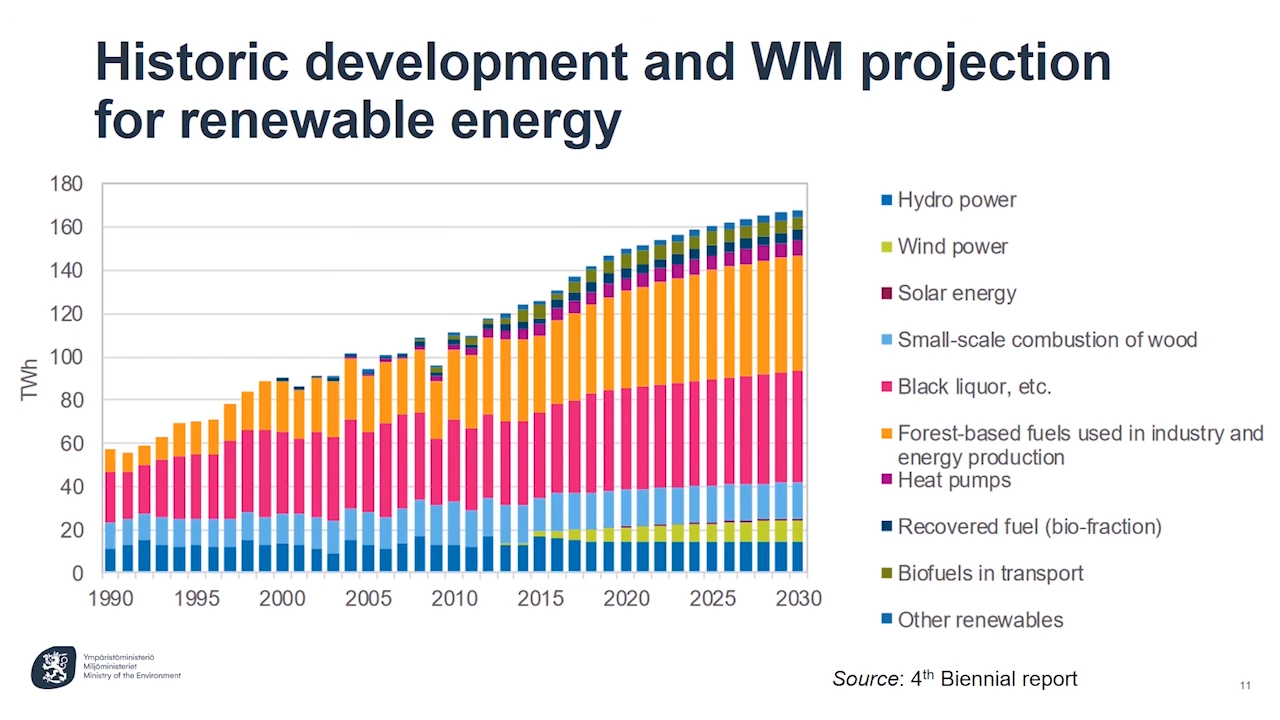 Historic development and WM projection
for renewable energy
180
160
140
120
100
80
60
40
20
0
TWh
1990
1995
2000
2005
2010
2015
2020
2025
2030
Hydro power
Wind power
Solar energy
Small-scale combustion of wood
Black liquor, etc.
Forest-based fuels used in industry and
energy production
Heat pumps
Recovered fuel (bio-fraction)
Biofuels in transport
Other renewables
Ympäristöministeriö
Miljöministeriet
Ministry of the Environment
Source: 4th Biennial report
11